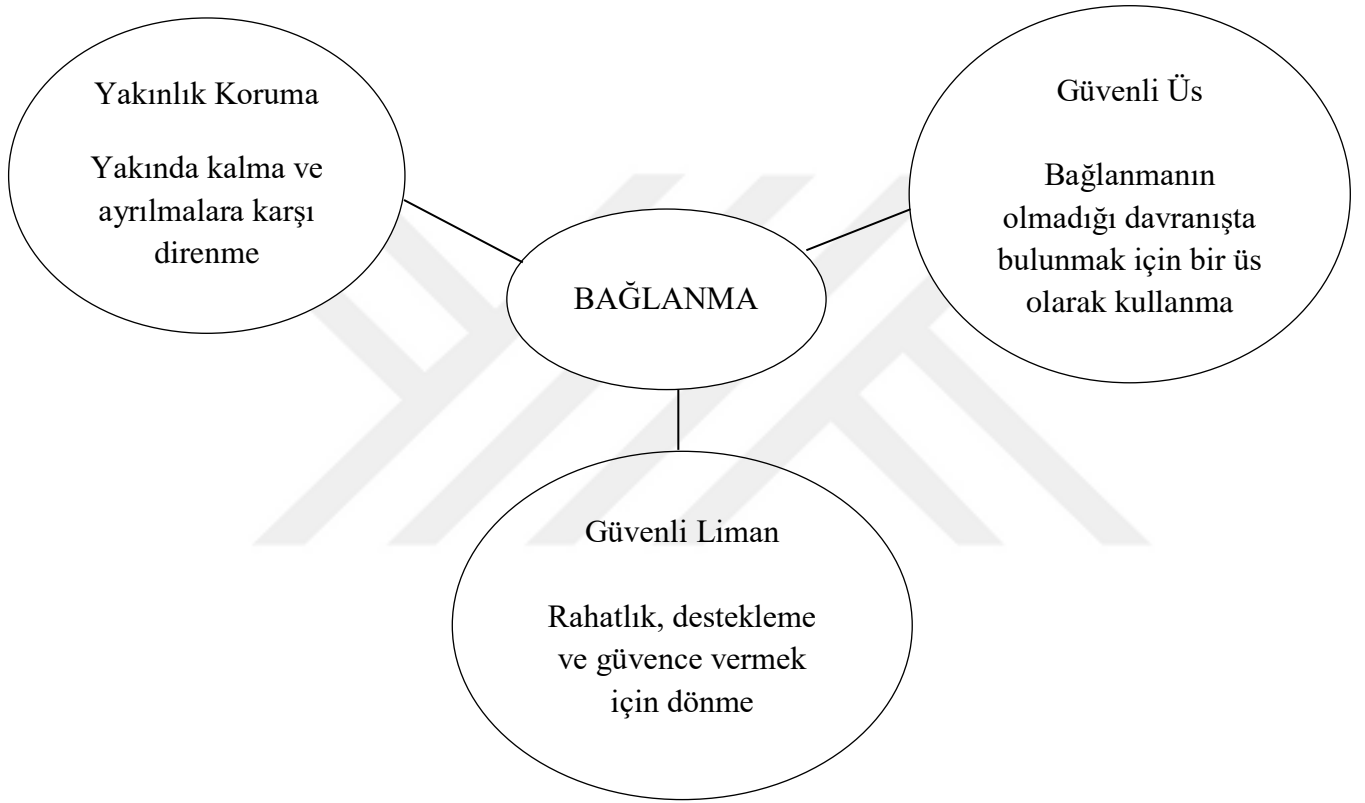 Yakınlık Koruma
Yakında kalma ve
ayrılmalara karşı
direnme
Güvenli Üs
Bağlanmanın
olmadığı davranışta
bulunmak için bir üs
olarak kullanma
BAĞLANMA
Güvenli Liman
Rahatlık, destekleme
ve güvence vermek
için dönme